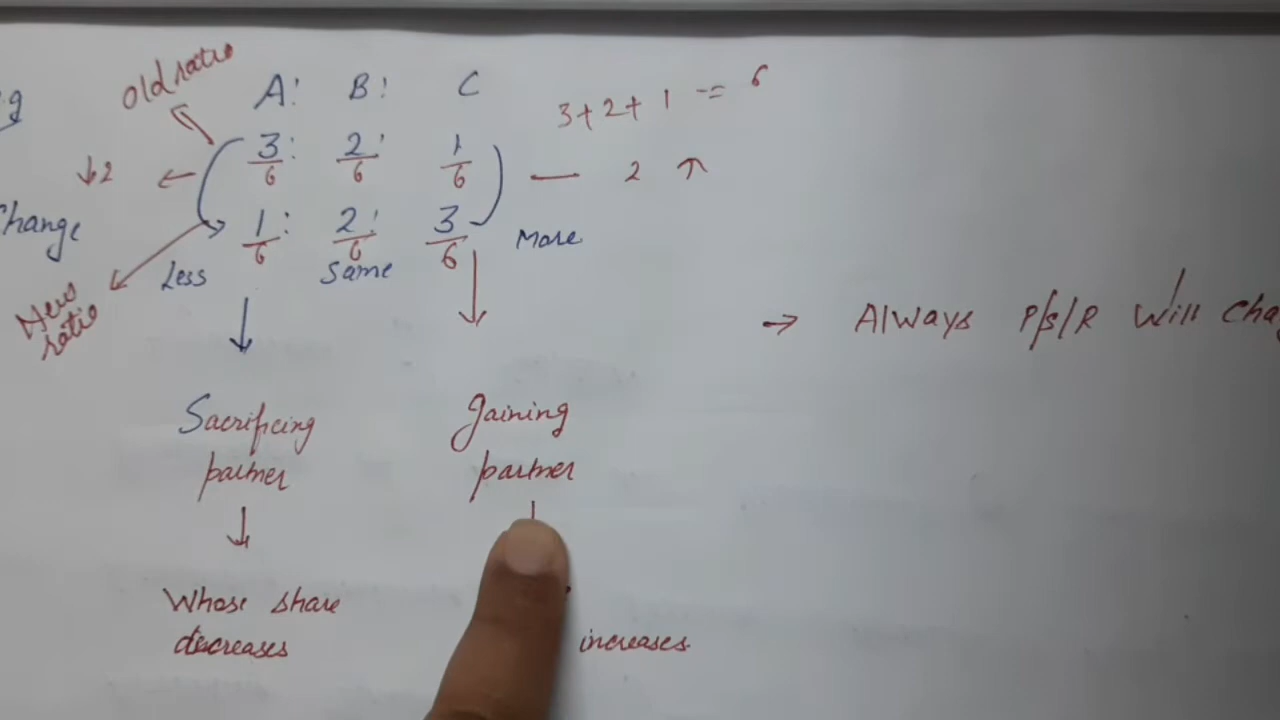 Old ratio A: B: C 3+2+1 = 6
↓2 ← 3/6 : 2/6 : 1/6 — 2 ↑
Change 1/6 : 2/6 : 3/6 More
Less Same
New
ratio
→ Always P/S/R will Cha
Sacrificing Gaining
partner partner
↓
Whose share
decreases increases